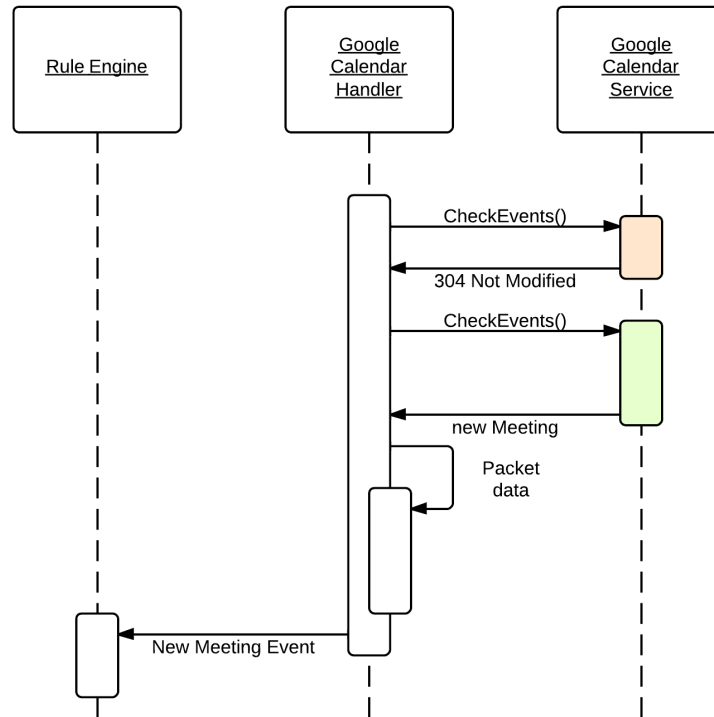 Rule Engine
Google
Calendar
Handler
Google
Calendar
Service
CheckEvents()
304 Not Modified
CheckEvents()
new Meeting
Packet
data
New Meeting Event